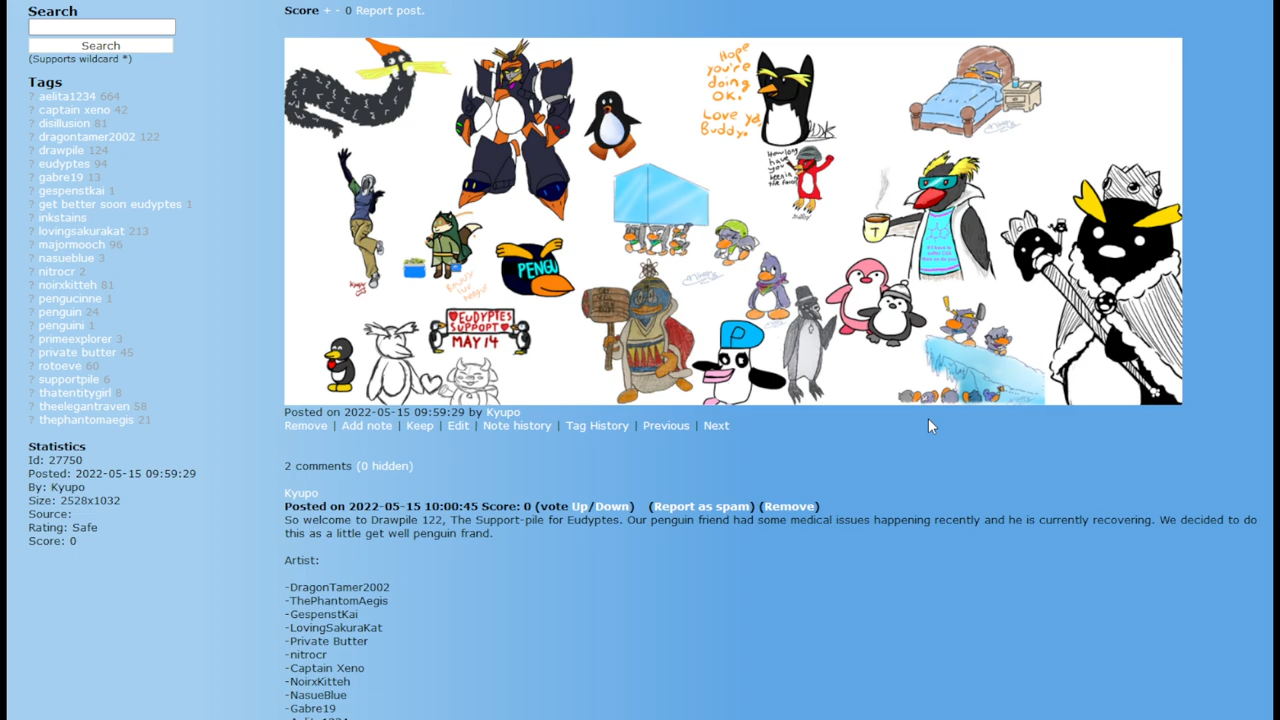 Search
Search
(Supports wildcard *)
Tags
? aelita1234 664
? captain xeno 42
? disillusion 81
? dragontamer2002 122
? drawpile 124
? eudyptes 94
? gabre19 13
? gespenstkai 1
? get better soon eudyptes 1
? inkstains
? lovingsakurakat 213
? majormooch 96
? nasueblue 3
? nitrocr 2
? noirxkitteh 81
? pengucinne 1
? penguin 24
? penguini 1
? primeexplorer 3
? private butter 45
? rotoeve 60
? supportpile 6
? thatentitygirl 8
? theelegantraven 58
? thephantomaegis 21
Statistics
Id: 27750
Posted: 2022-05-15 09:59:29
By: Kyupo
Size: 2528x1032
Source:
Rating: Safe
Score: 0
Score + - 0 Report post.
Hope
you're
doing
OK.
Love ya,
Buddy.
How long
have
you
been in
T
PENGU
EUDYPTES
SUPPORT
MAY 14
P
Posted on 2022-05-15 09:59:29 by Kyupo
Remove | Add note | Keep | Edit | Note history | Tag History | Previous | Next
2 comments (0 hidden)
Kyupo
Posted on 2022-05-15 10:00:45 Score: 0 (vote Up/Down) (Report as spam) (Remove)
So welcome to Drawpile 122, The Support-pile for Eudyptes. Our penguin friend had some medical issues happening recently and he is currently recovering. We decided to do
this as a little get well penguin frand.
Artist:
-DragonTamer2002
-ThePhantomAegis
-GespenstKai
-LovingSakuraKat
-Private Butter
-nitrocr
-Captain Xeno
-NoirxKitteh
-NasueBlue
-Gabre19